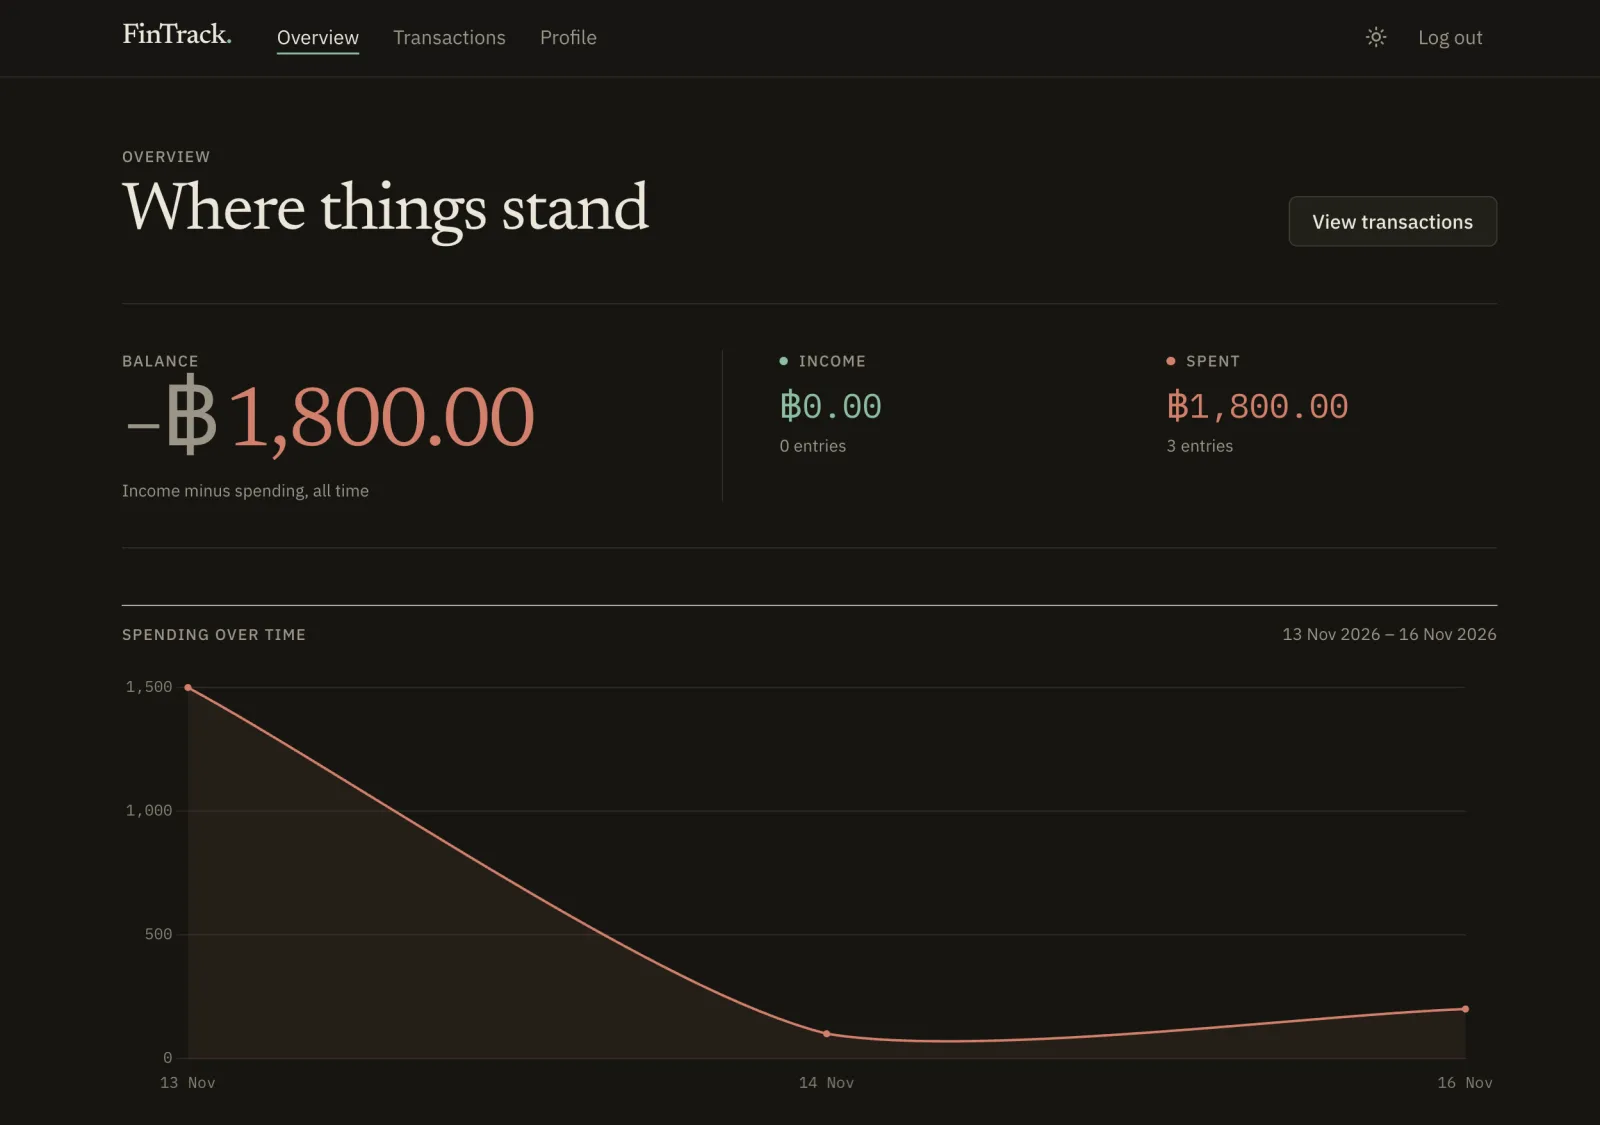 FinTrack.
Overview
Transactions
Profile
Log out
OVERVIEW
Where things stand
View transactions
BALANCE
−฿1,800.00
Income minus spending, all time
INCOME
฿0.00
0 entries
SPENT
฿1,800.00
3 entries
SPENDING OVER TIME
13 Nov 2026 – 16 Nov 2026
1,500
1,000
500
0
13 Nov
14 Nov
16 Nov